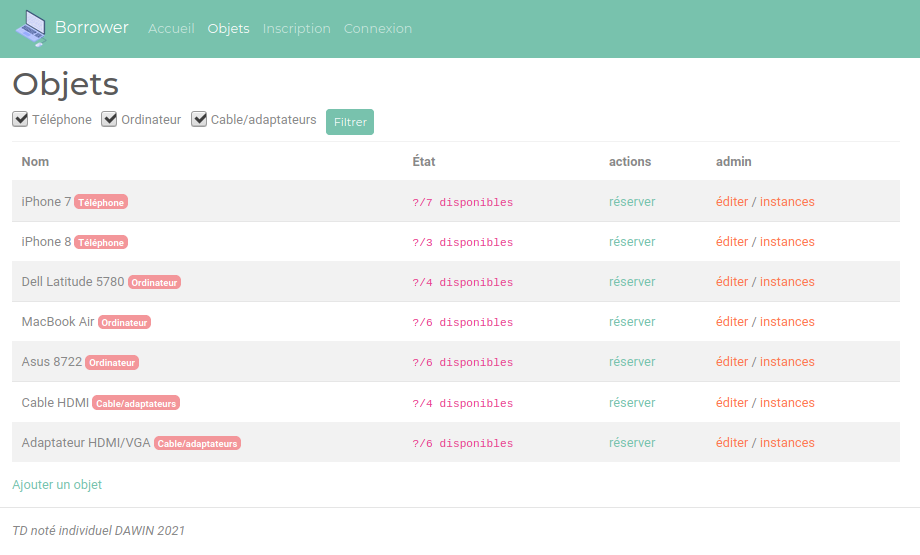 Borrower Accueil Objets Inscription Connexion
Objets
Téléphone Ordinateur Cable/adaptateurs Filtrer
Nom État actions admin
iPhone 7 Téléphone ?/7 disponibles réserver éditer / instances
iPhone 8 Téléphone ?/3 disponibles réserver éditer / instances
Dell Latitude 5780 Ordinateur ?/4 disponibles réserver éditer / instances
MacBook Air Ordinateur ?/6 disponibles réserver éditer / instances
Asus 8722 Ordinateur ?/6 disponibles réserver éditer / instances
Cable HDMI Cable/adaptateurs ?/4 disponibles réserver éditer / instances
Adaptateur HDMI/VGA Cable/adaptateurs ?/6 disponibles réserver éditer / instances
Ajouter un objet
TD noté individuel DAWIN 2021